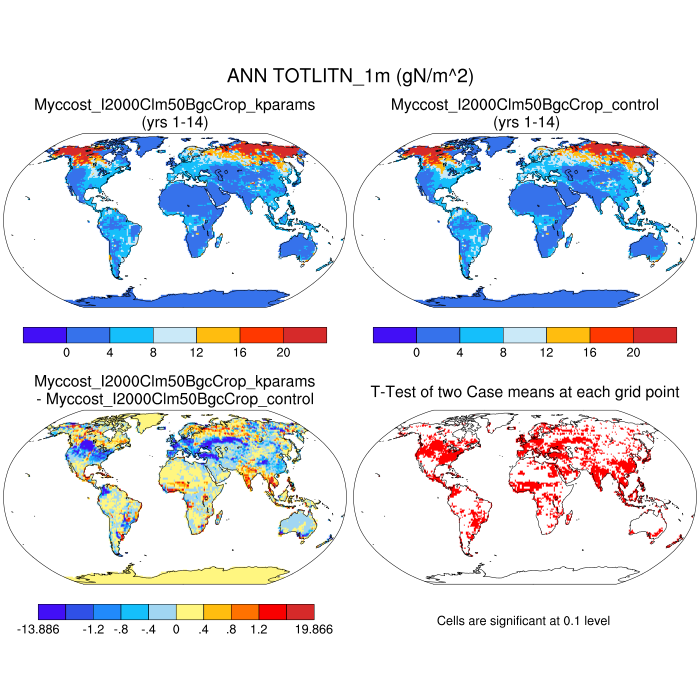 ANN TOTLITN_1m (gN/m^2)
Myccost_I2000Clm50BgcCrop_kparams
(yrs 1-14)
Myccost_I2000Clm50BgcCrop_control
(yrs 1-14)
0 4 8 12 16 20
0 4 8 12 16 20
Myccost_I2000Clm50BgcCrop_kparams
- Myccost_I2000Clm50BgcCrop_control
T-Test of two Case means at each grid point
-13.886 -1.2 -.8 -.4 0 .4 .8 1.2 19.866
Cells are significant at 0.1 level